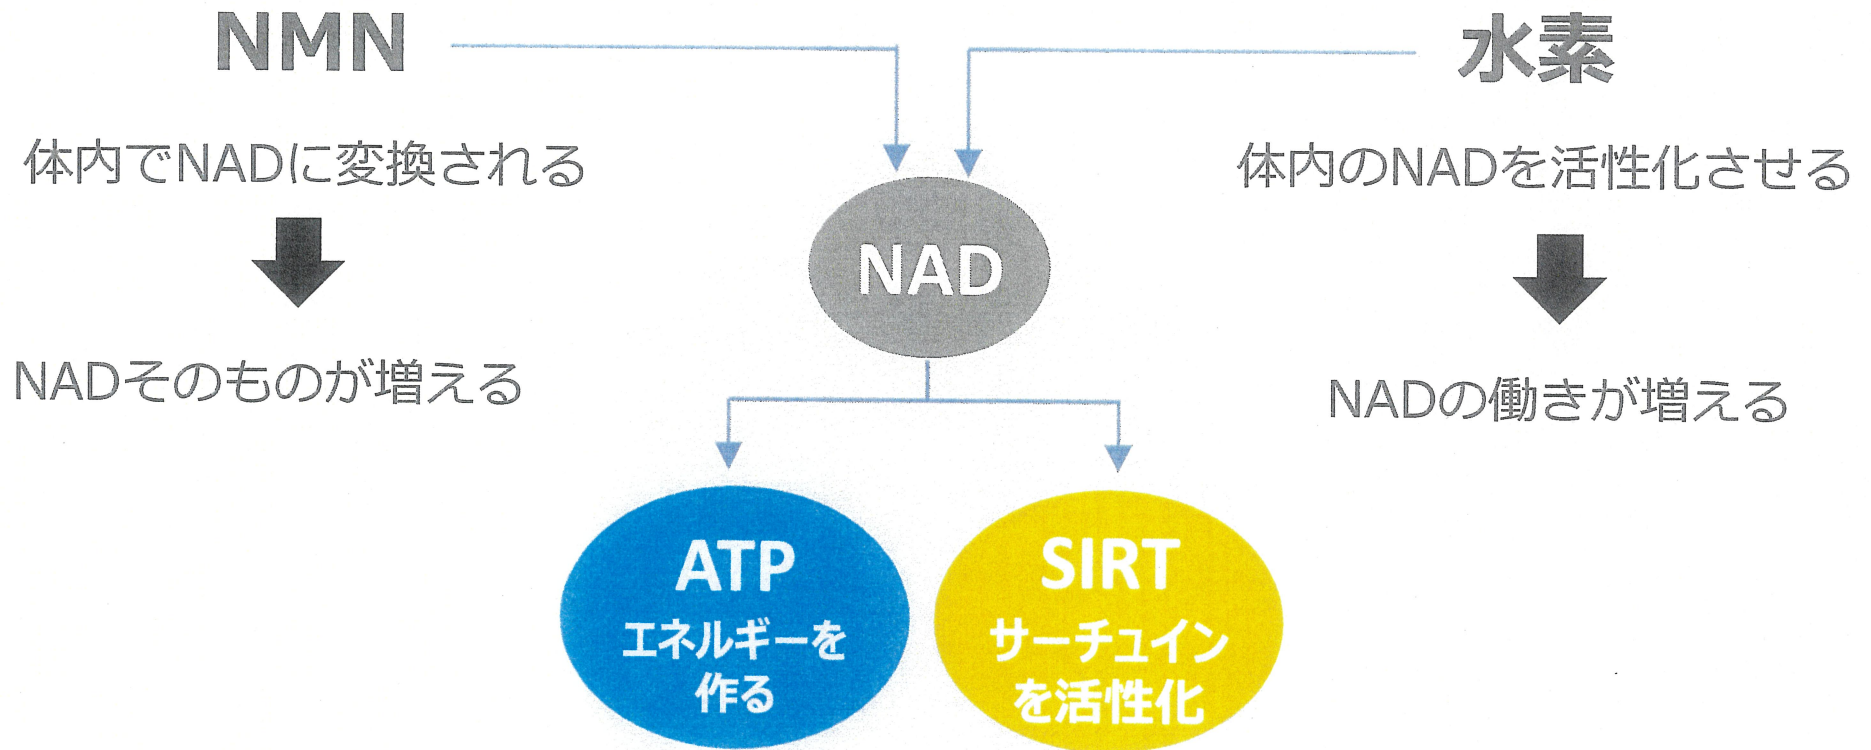 NMN
体内でNADに変換される
NADそのものが増える
水素
体内のNADを活性化させる
NADの働きが増える
NAD
ATP
エネルギーを
作る
SIRT
サーチュイン
を活性化